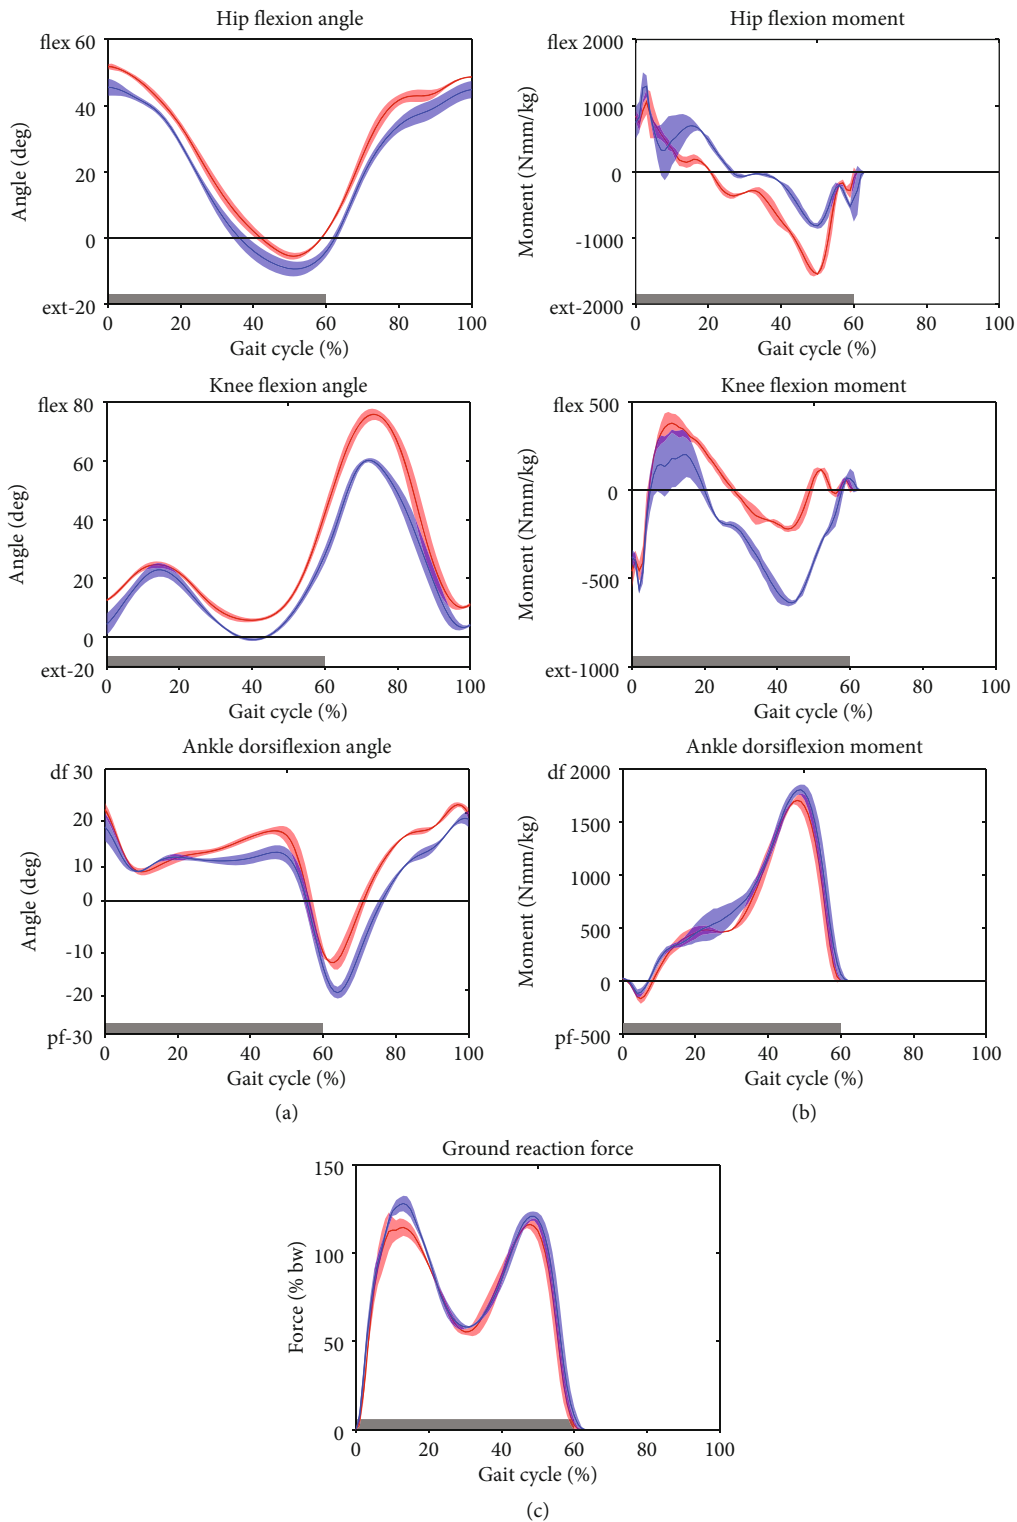 Hip flexion angle
flex 60
40
20
0
ext-20
Angle (deg)
0 20 40 60 80 100
Gait cycle (%)
Hip flexion moment
flex 2000
1000
0
-1000
ext-2000
Moment (Nmm/kg)
0 20 40 60 80 100
Gait cycle (%)
Knee flexion angle
flex 80
60
40
20
0
ext-20
Angle (deg)
0 20 40 60 80 100
Gait cycle (%)
Knee flexion moment
flex 500
0
-500
ext-1000
Moment (Nmm/kg)
0 20 40 60 80 100
Gait cycle (%)
Ankle dorsiflexion angle
df 30
20
10
0
-10
-20
pf-30
Angle (deg)
0 20 40 60 80 100
Gait cycle (%)
(a)
Ankle dorsiflexion moment
df 2000
1500
1000
500
0
pf-500
Moment (Nmm/kg)
0 20 40 60 80 100
Gait cycle (%)
(b)
Ground reaction force
150
100
50
0
Force (% bw)
0 20 40 60 80 100
Gait cycle (%)
(c)